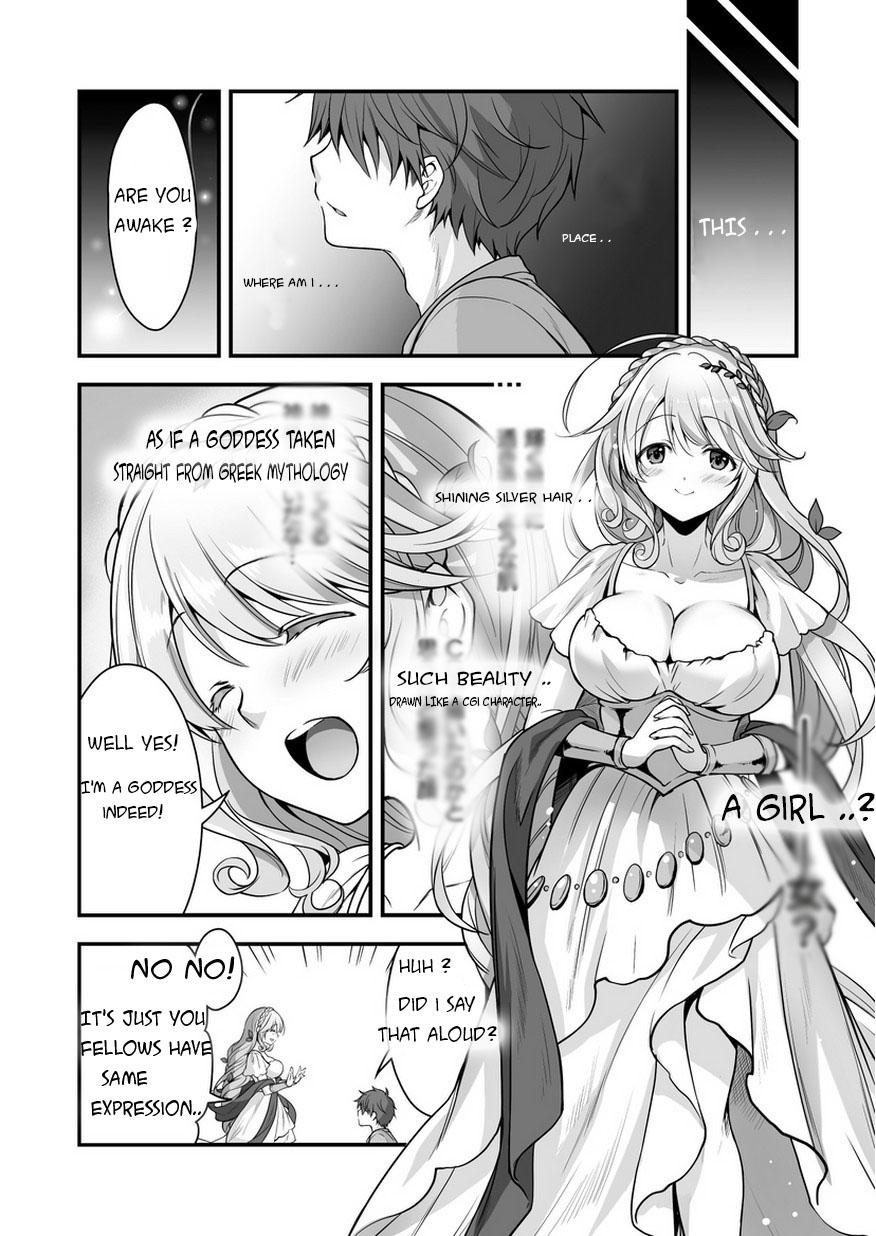 THIS . . .
PLACE . .
WHERE AM I . . .
ARE YOU
AWAKE ?
SHINING SILVER HAIR . .
SUCH BEAUTY ..
DRAWN LIKE A CGI CHARACTER..
A GIRL ..?
AS IF A GODDESS TAKEN
STRAIGHT FROM GREEK MYTHOLOGY
WELL YES!
I'M A GODDESS
INDEED!
HUH ?
DID I SAY
THAT ALOUD?
NO NO!
IT'S JUST YOU
FELLOWS HAVE
SAME
EXPRESSION..